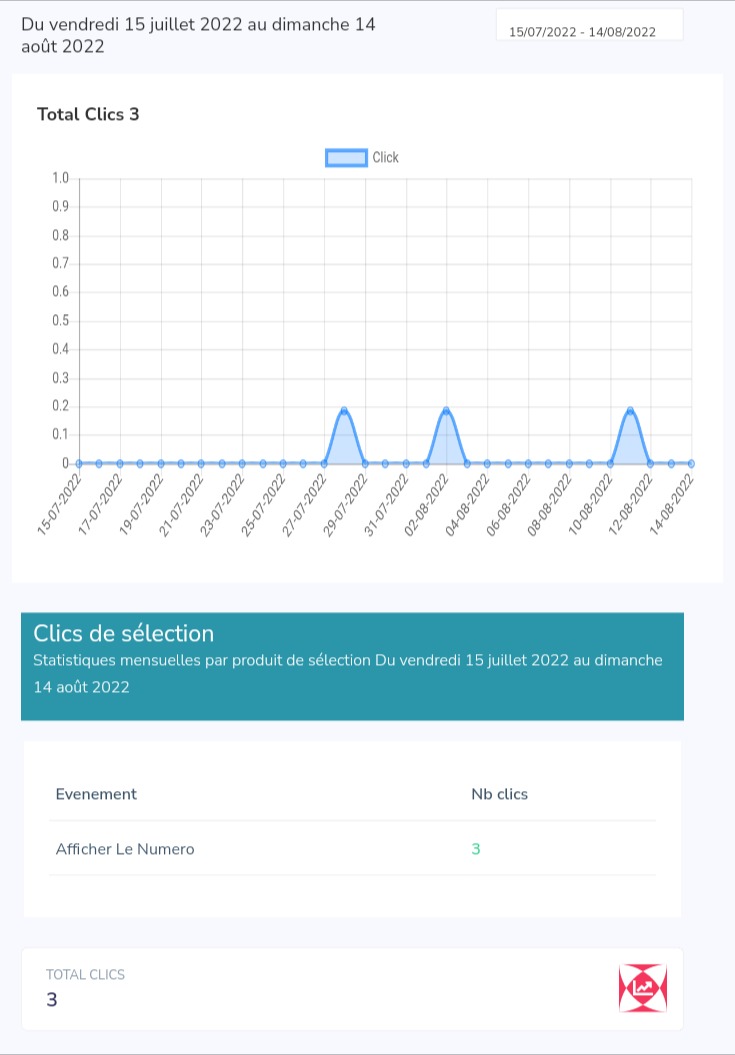 Du vendredi 15 juillet 2022 au dimanche 14
août 2022
15/07/2022 - 14/08/2022
Total Clics 3
Click
1.0
0.9
0.8
0.7
0.6
0.5
0.4
0.3
0.2
0.1
0
15-07-2022
17-07-2022
19-07-2022
21-07-2022
23-07-2022
25-07-2022
27-07-2022
29-07-2022
31-07-2022
02-08-2022
04-08-2022
06-08-2022
08-08-2022
10-08-2022
12-08-2022
14-08-2022
Clics de sélection
Statistiques mensuelles par produit de sélection Du vendredi 15 juillet 2022 au dimanche
14 août 2022
Evenement Nb clics
Afficher Le Numero 3
TOTAL CLICS
3